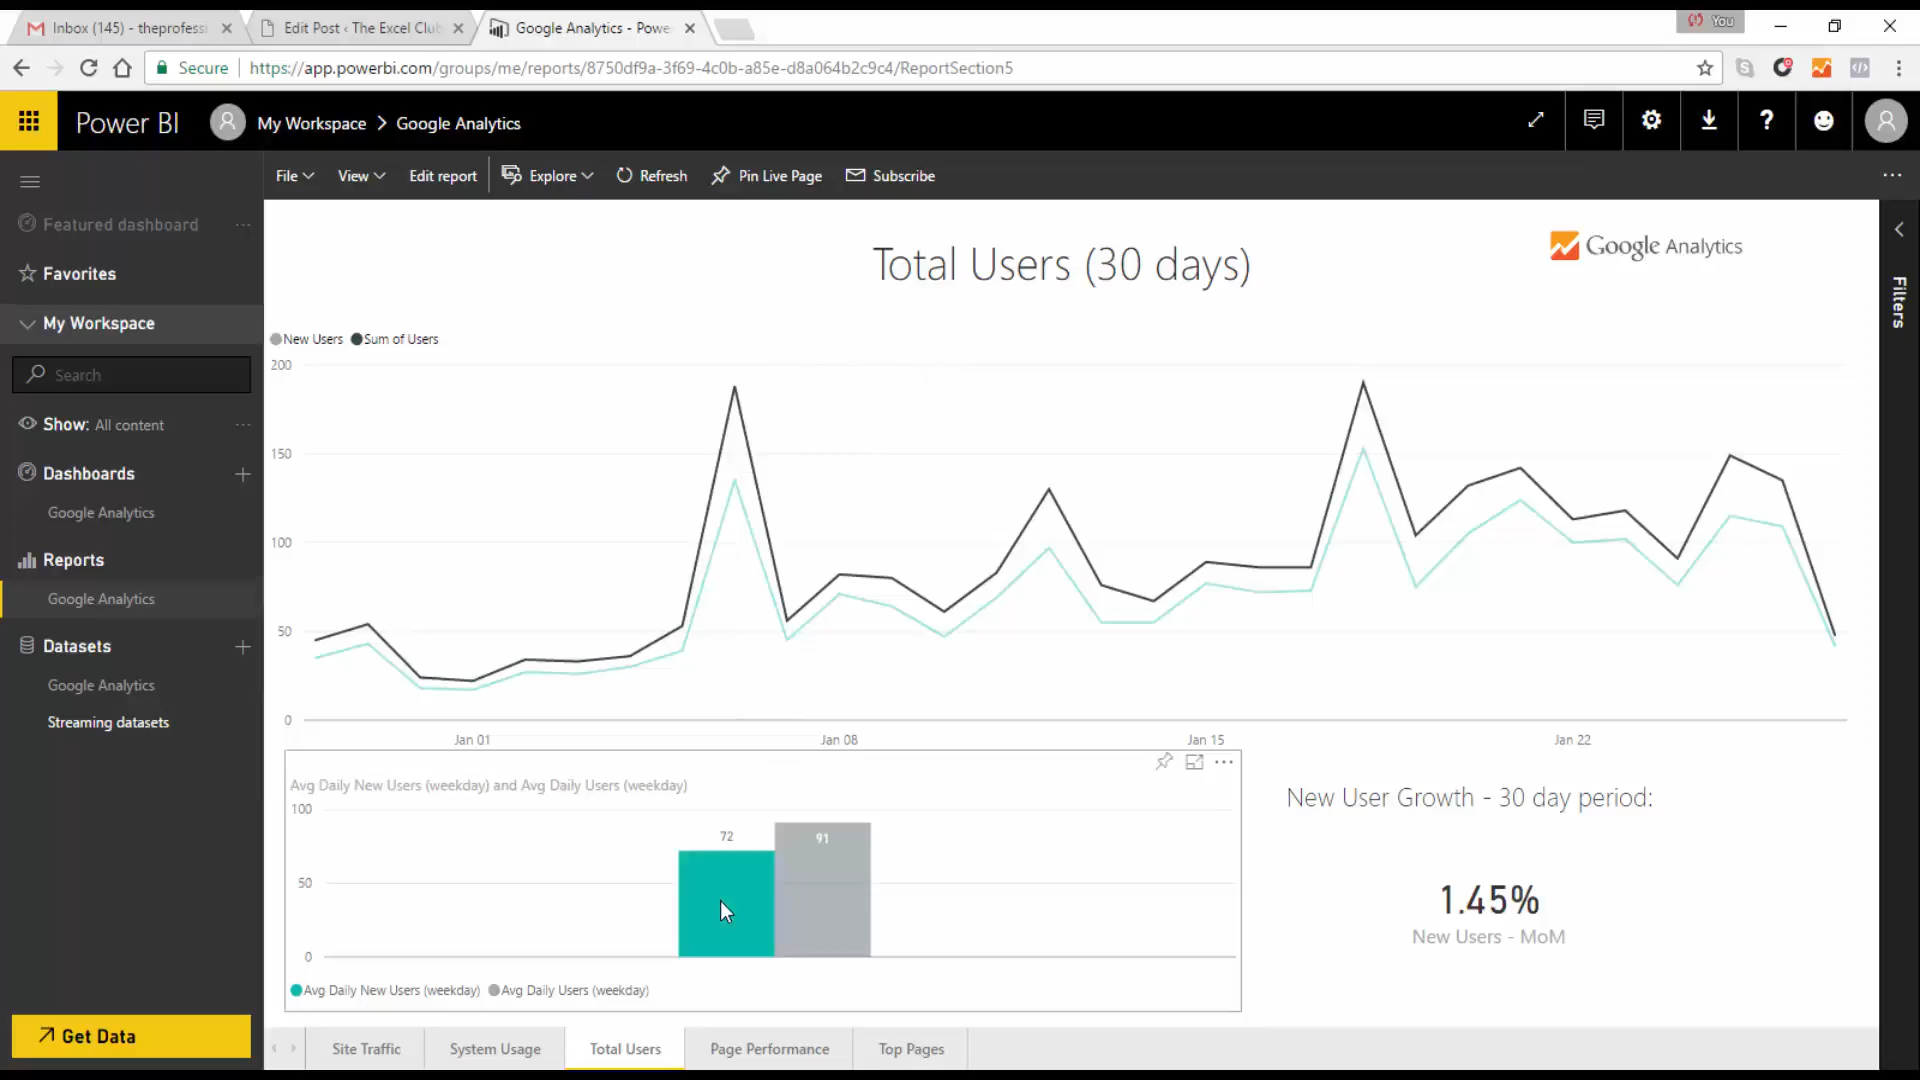 Inbox (145) - theprofessi
Edit Post ‹ The Excel Club
Google Analytics - Powe
You
Secure
https://app.powerbi.com/groups/me/reports/8750df9a-3f69-4c0b-a85e-d8a064b2c9c4/ReportSection5
Power BI
My Workspace > Google Analytics
File
View
Edit report
Explore
Refresh
Pin Live Page
Subscribe
Featured dashboard
Favorites
My Workspace
Search
Show: All content
Dashboards
Google Analytics
Reports
Google Analytics
Datasets
Google Analytics
Streaming datasets
Get Data
Total Users (30 days)
Google Analytics
Filters
New Users Sum of Users
200
150
100
50
0
Jan 01 Jan 08 Jan 15 Jan 22
Avg Daily New Users (weekday) and Avg Daily Users (weekday)
100
50
0
72
91
Avg Daily New Users (weekday) Avg Daily Users (weekday)
New User Growth - 30 day period:
1.45%
New Users - MoM
Site Traffic
System Usage
Total Users
Page Performance
Top Pages